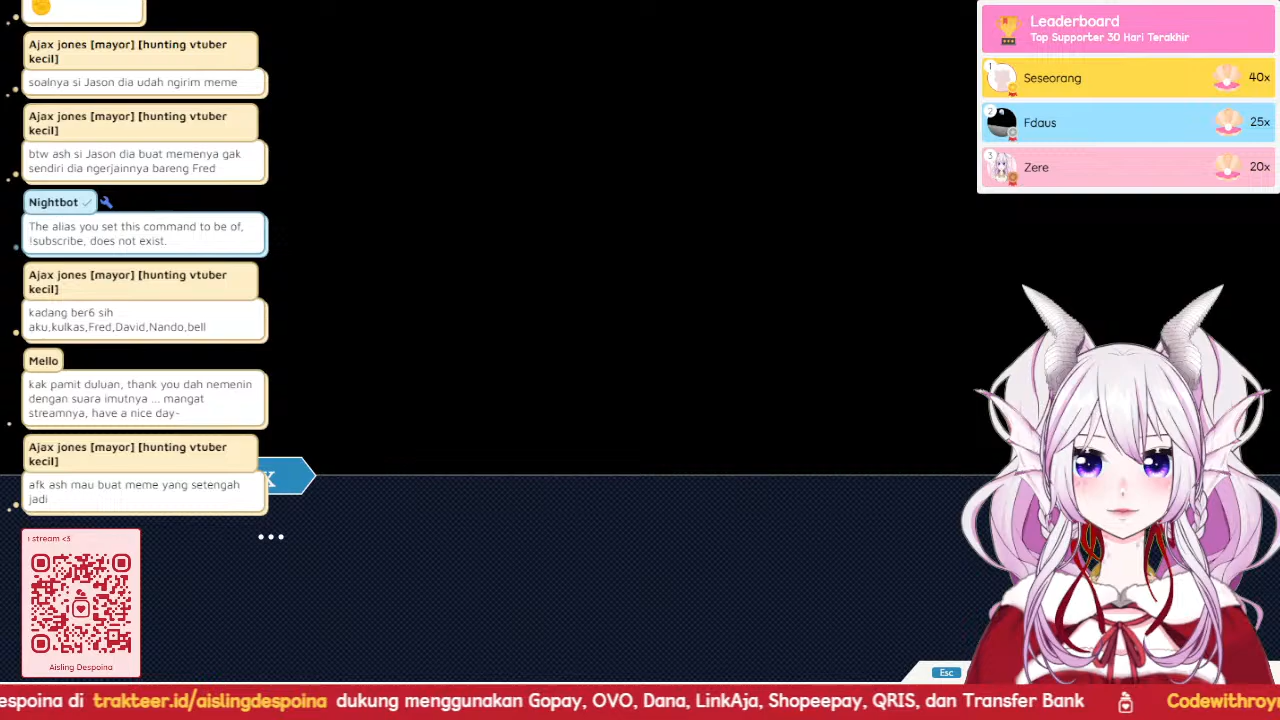 Ajax jones [mayor] [hunting vtuber
kecil]
soalnya si Jason dia udah ngirim meme
Ajax jones [mayor] [hunting vtuber
kecil]
btw ash si Jason dia buat memenya gak
sendiri dia ngerjainnya bareng Fred
Nightbot
The alias you set this command to be of,
!subscribe, does not exist.
Ajax jones [mayor] [hunting vtuber
kecil]
kadang ber6 sih
aku,kulkas,Fred,David,Nando,bell
Mello
kak pamit duluan, thank you dah nemenin
dengan suara imutnya ... mangat
streamnya, have a nice day~
Ajax jones [mayor] [hunting vtuber
kecil]
afk ash mau buat meme yang setengah
jadi
X
...
i stream <3
Aisling Despoina
Leaderboard
Top Supporter 30 Hari Terakhir
1 Seseorang 40x
2 Fdaus 25x
3 Zere 20x
Esc
espoina di trakteer.id/aislingdespoina dukung menggunakan Gopay, OVO, Dana, LinkAja, Shopeepay, QRIS, dan Transfer Bank Codewithroy